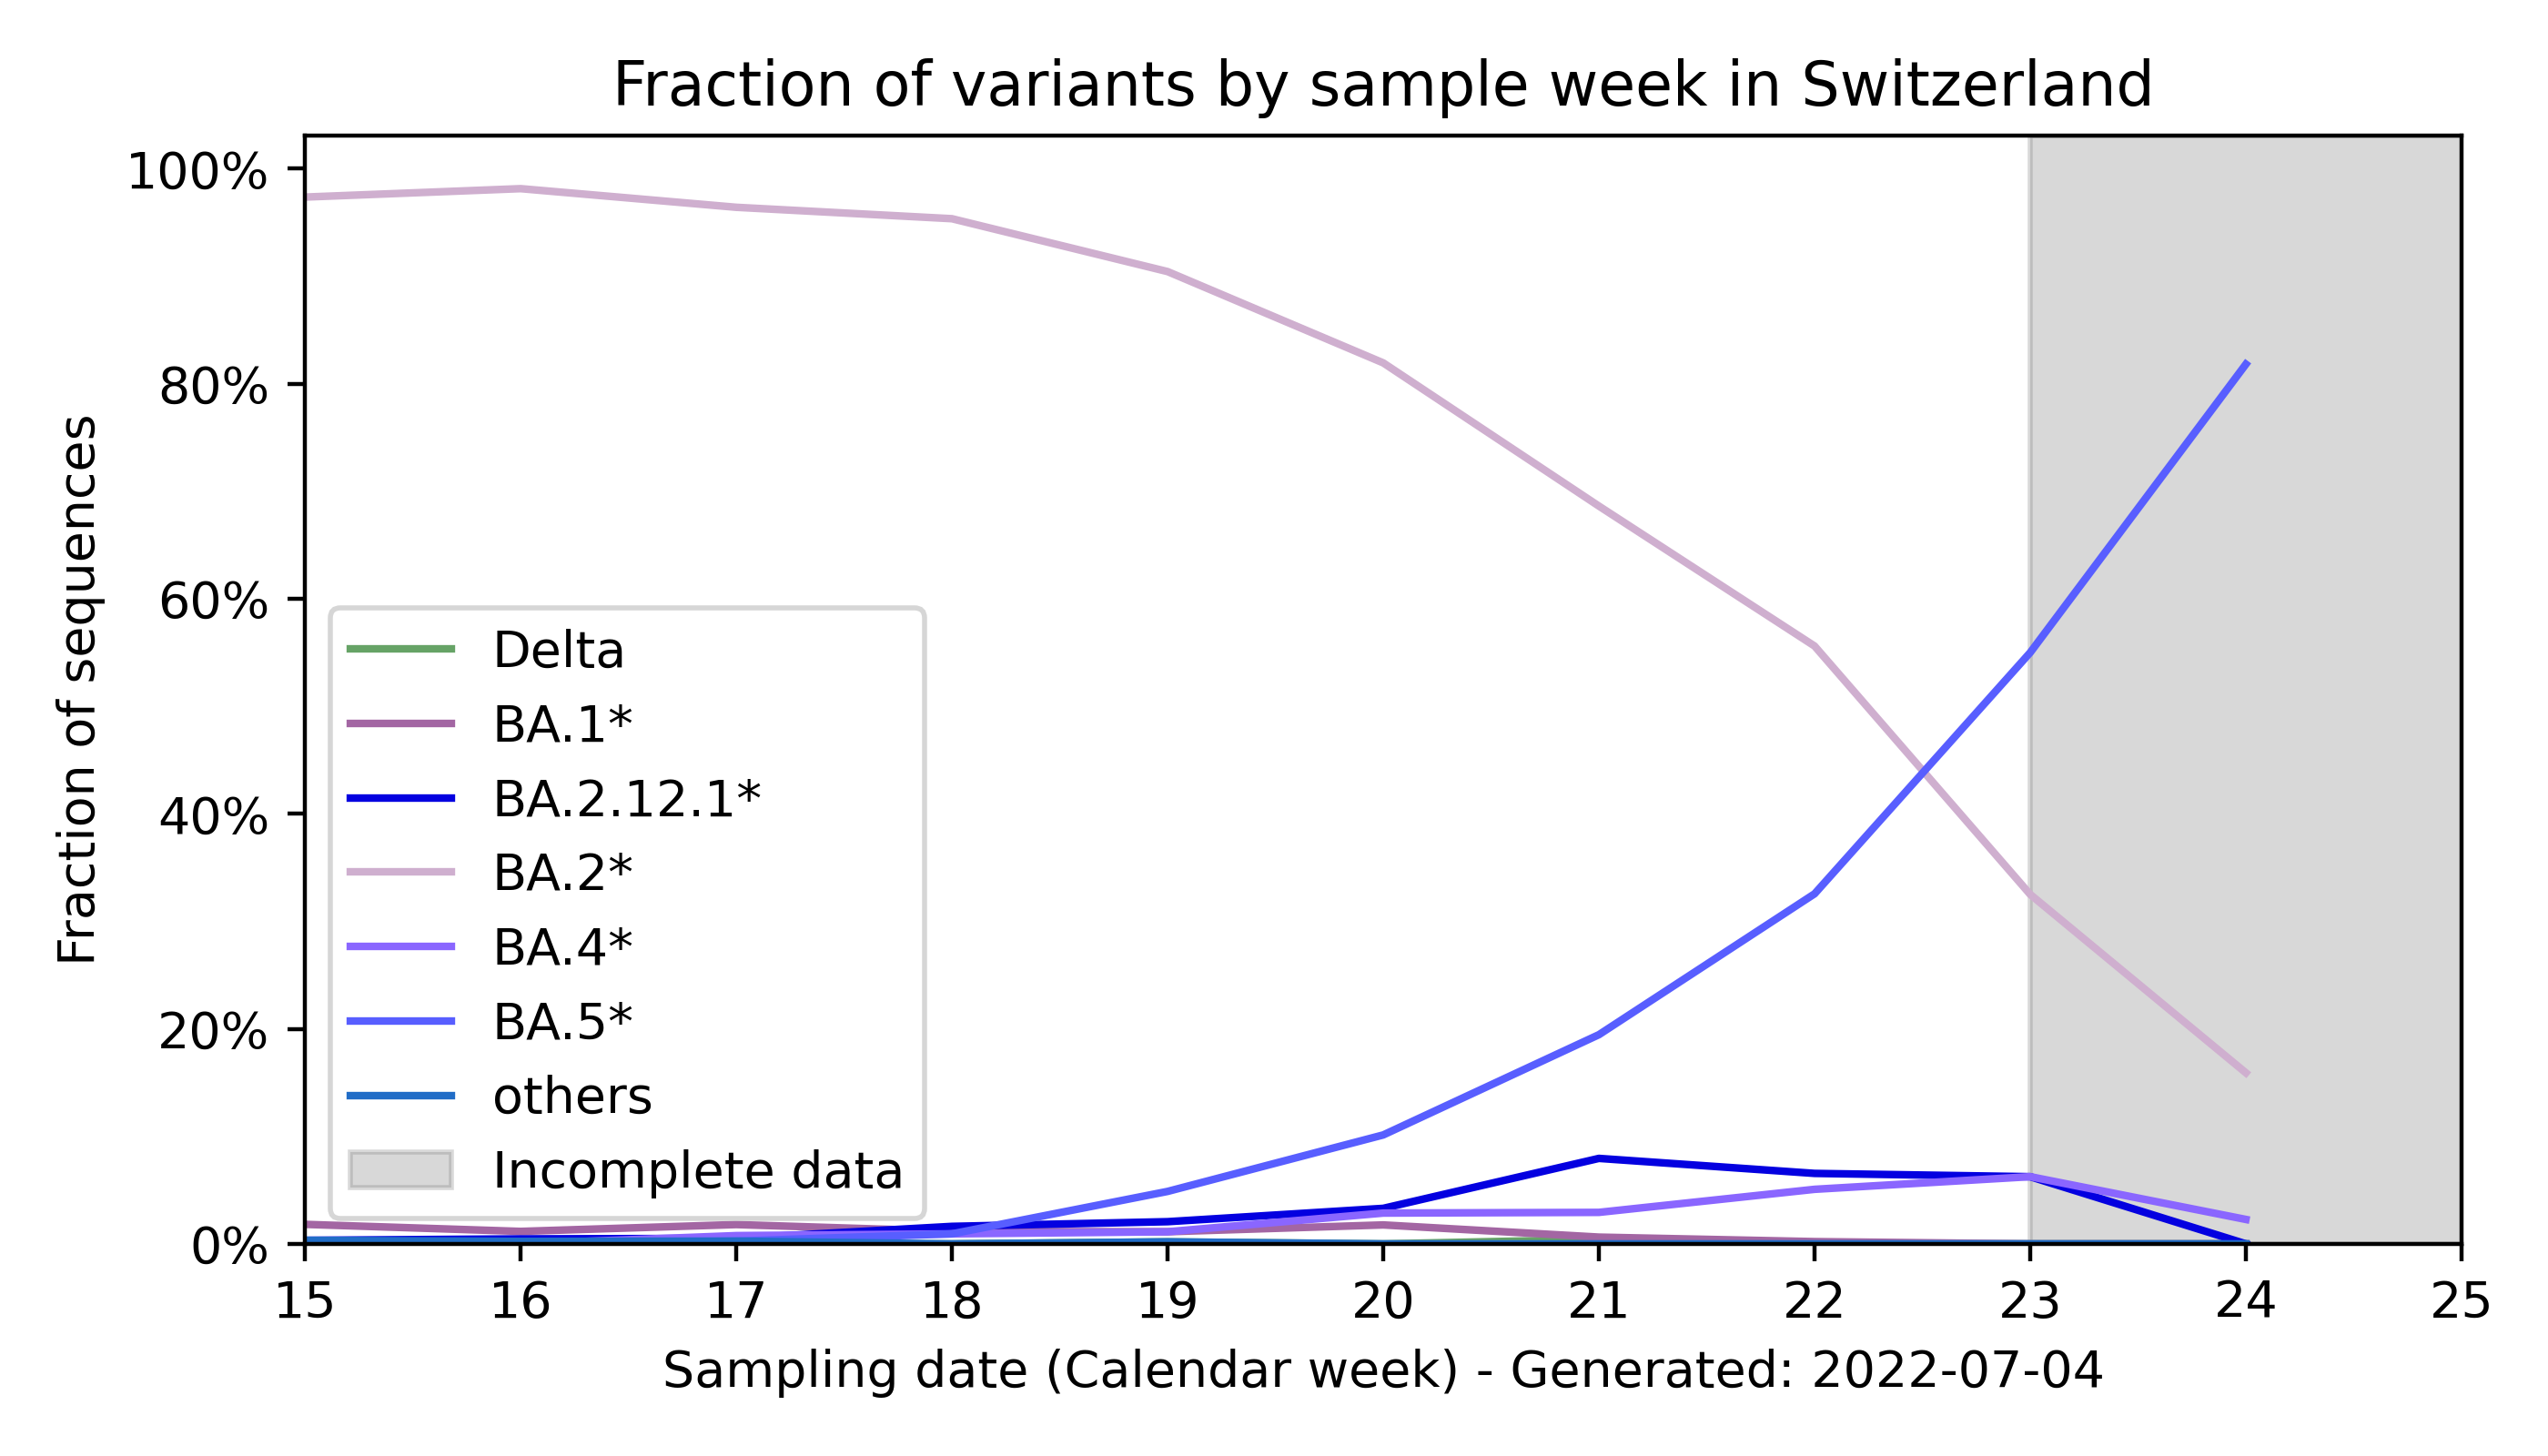 Fraction of variants by sample week in Switzerland
Fraction of sequences
100%
80%
60%
40%
20%
0%
Delta
BA.1*
BA.2.12.1*
BA.2*
BA.4*
BA.5*
others
Incomplete data
15 16 17 18 19 20 21 22 23 24 25
Sampling date (Calendar week) - Generated: 2022-07-04